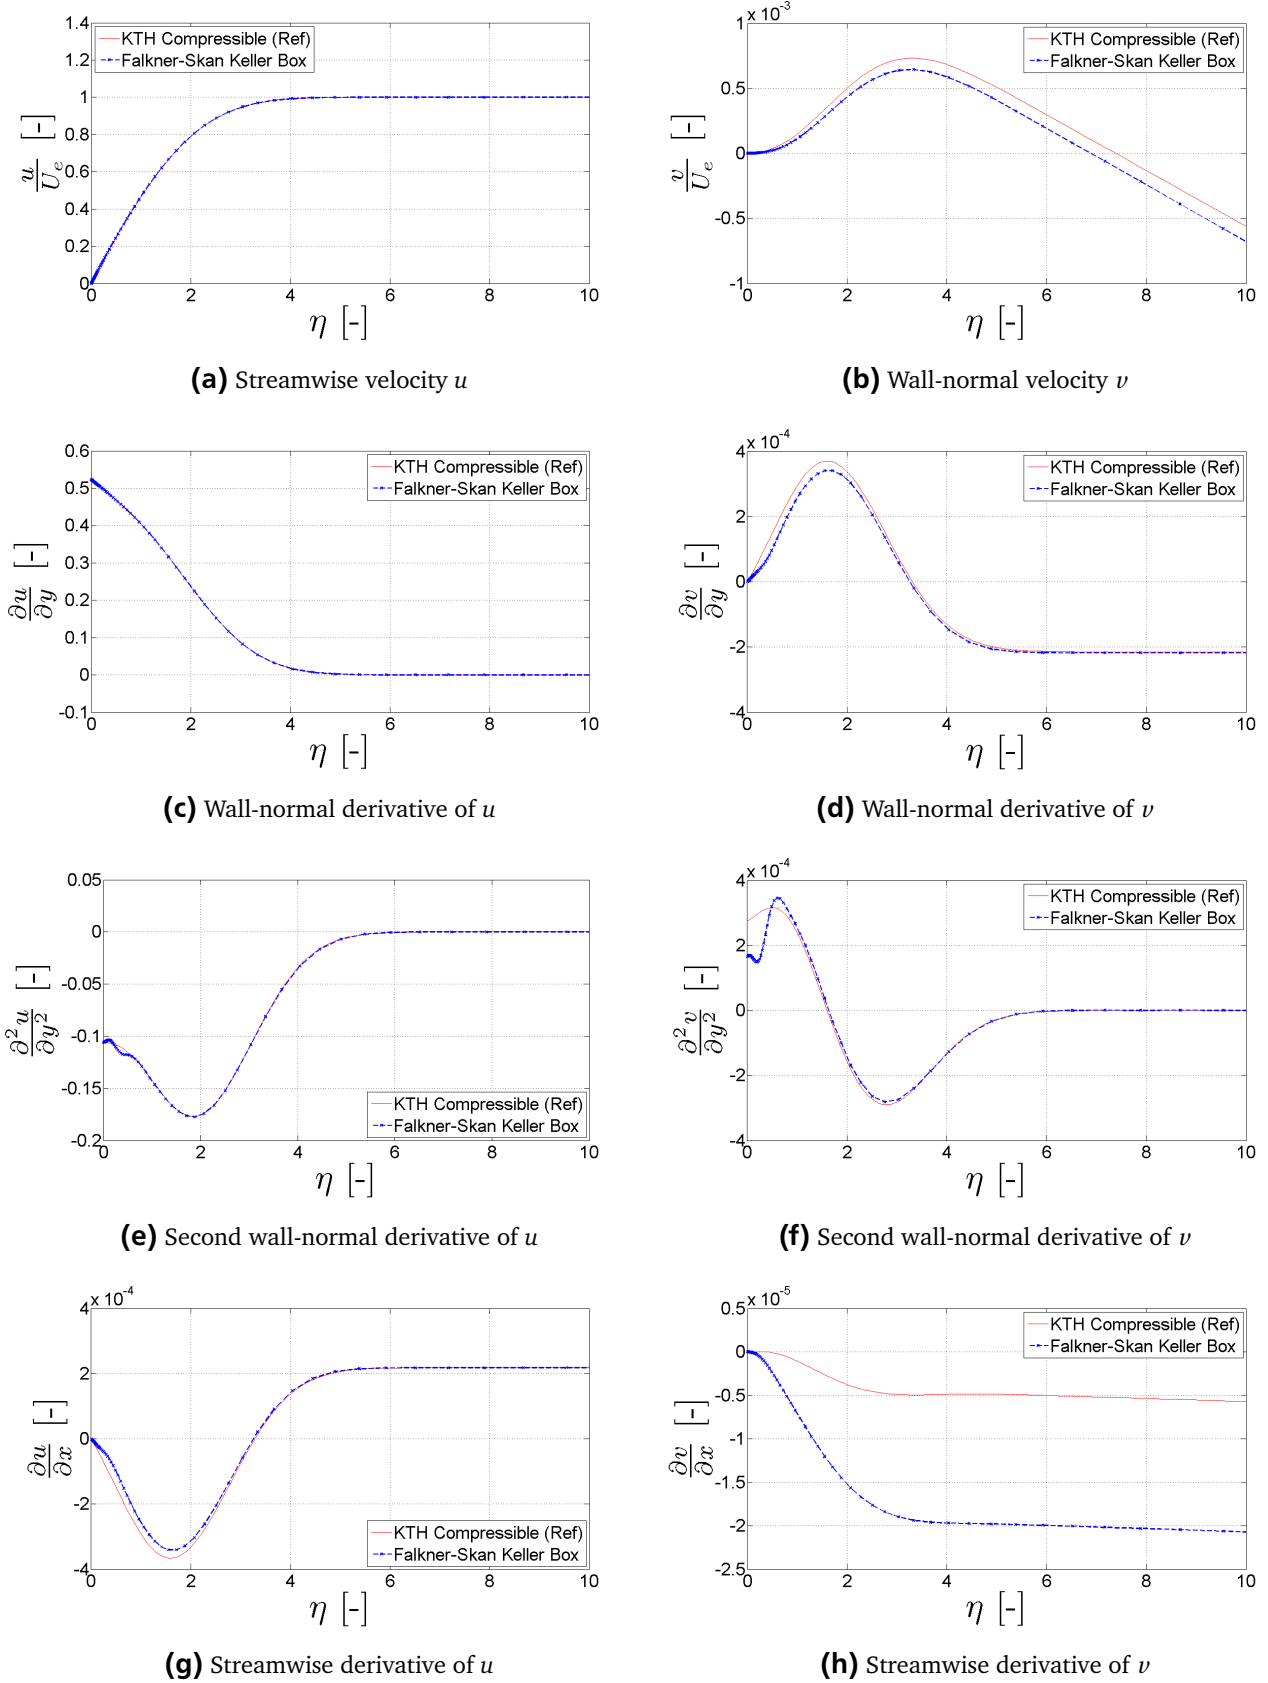 1.4
1.2
1
0.8
0.6
0.4
0.2
0
0 2 4 6 8 10
u/U_e [-]
η [-]
KTH Compressible (Ref)
Falkner-Skan Keller Box
(a) Streamwise velocity u
x 10^-3
1
0.5
0
-0.5
-1
0 2 4 6 8 10
v/U_e [-]
η [-]
KTH Compressible (Ref)
Falkner-Skan Keller Box
(b) Wall-normal velocity v
0.6
0.5
0.4
0.3
0.2
0.1
0
-0.1
0 2 4 6 8 10
∂u/∂y [-]
η [-]
KTH Compressible (Ref)
Falkner-Skan Keller Box
(c) Wall-normal derivative of u
x 10^-4
4
2
0
-2
-4
0 2 4 6 8 10
∂v/∂y [-]
η [-]
KTH Compressible (Ref)
Falkner-Skan Keller Box
(d) Wall-normal derivative of v
0.05
0
-0.05
-0.1
-0.15
-0.2
0 2 4 6 8 10
∂²u/∂y² [-]
η [-]
KTH Compressible (Ref)
Falkner-Skan Keller Box
(e) Second wall-normal derivative of u
x 10^-4
4
2
0
-2
-4
0 2 4 6 8 10
∂²v/∂y² [-]
η [-]
KTH Compressible (Ref)
Falkner-Skan Keller Box
(f) Second wall-normal derivative of v
x 10^-4
4
2
0
-2
-4
0 2 4 6 8 10
∂u/∂x [-]
η [-]
KTH Compressible (Ref)
Falkner-Skan Keller Box
(g) Streamwise derivative of u
x 10^-5
0.5
0
-0.5
-1
-1.5
-2
-2.5
0 2 4 6 8 10
∂v/∂x [-]
η [-]
KTH Compressible (Ref)
Falkner-Skan Keller Box
(h) Streamwise derivative of v